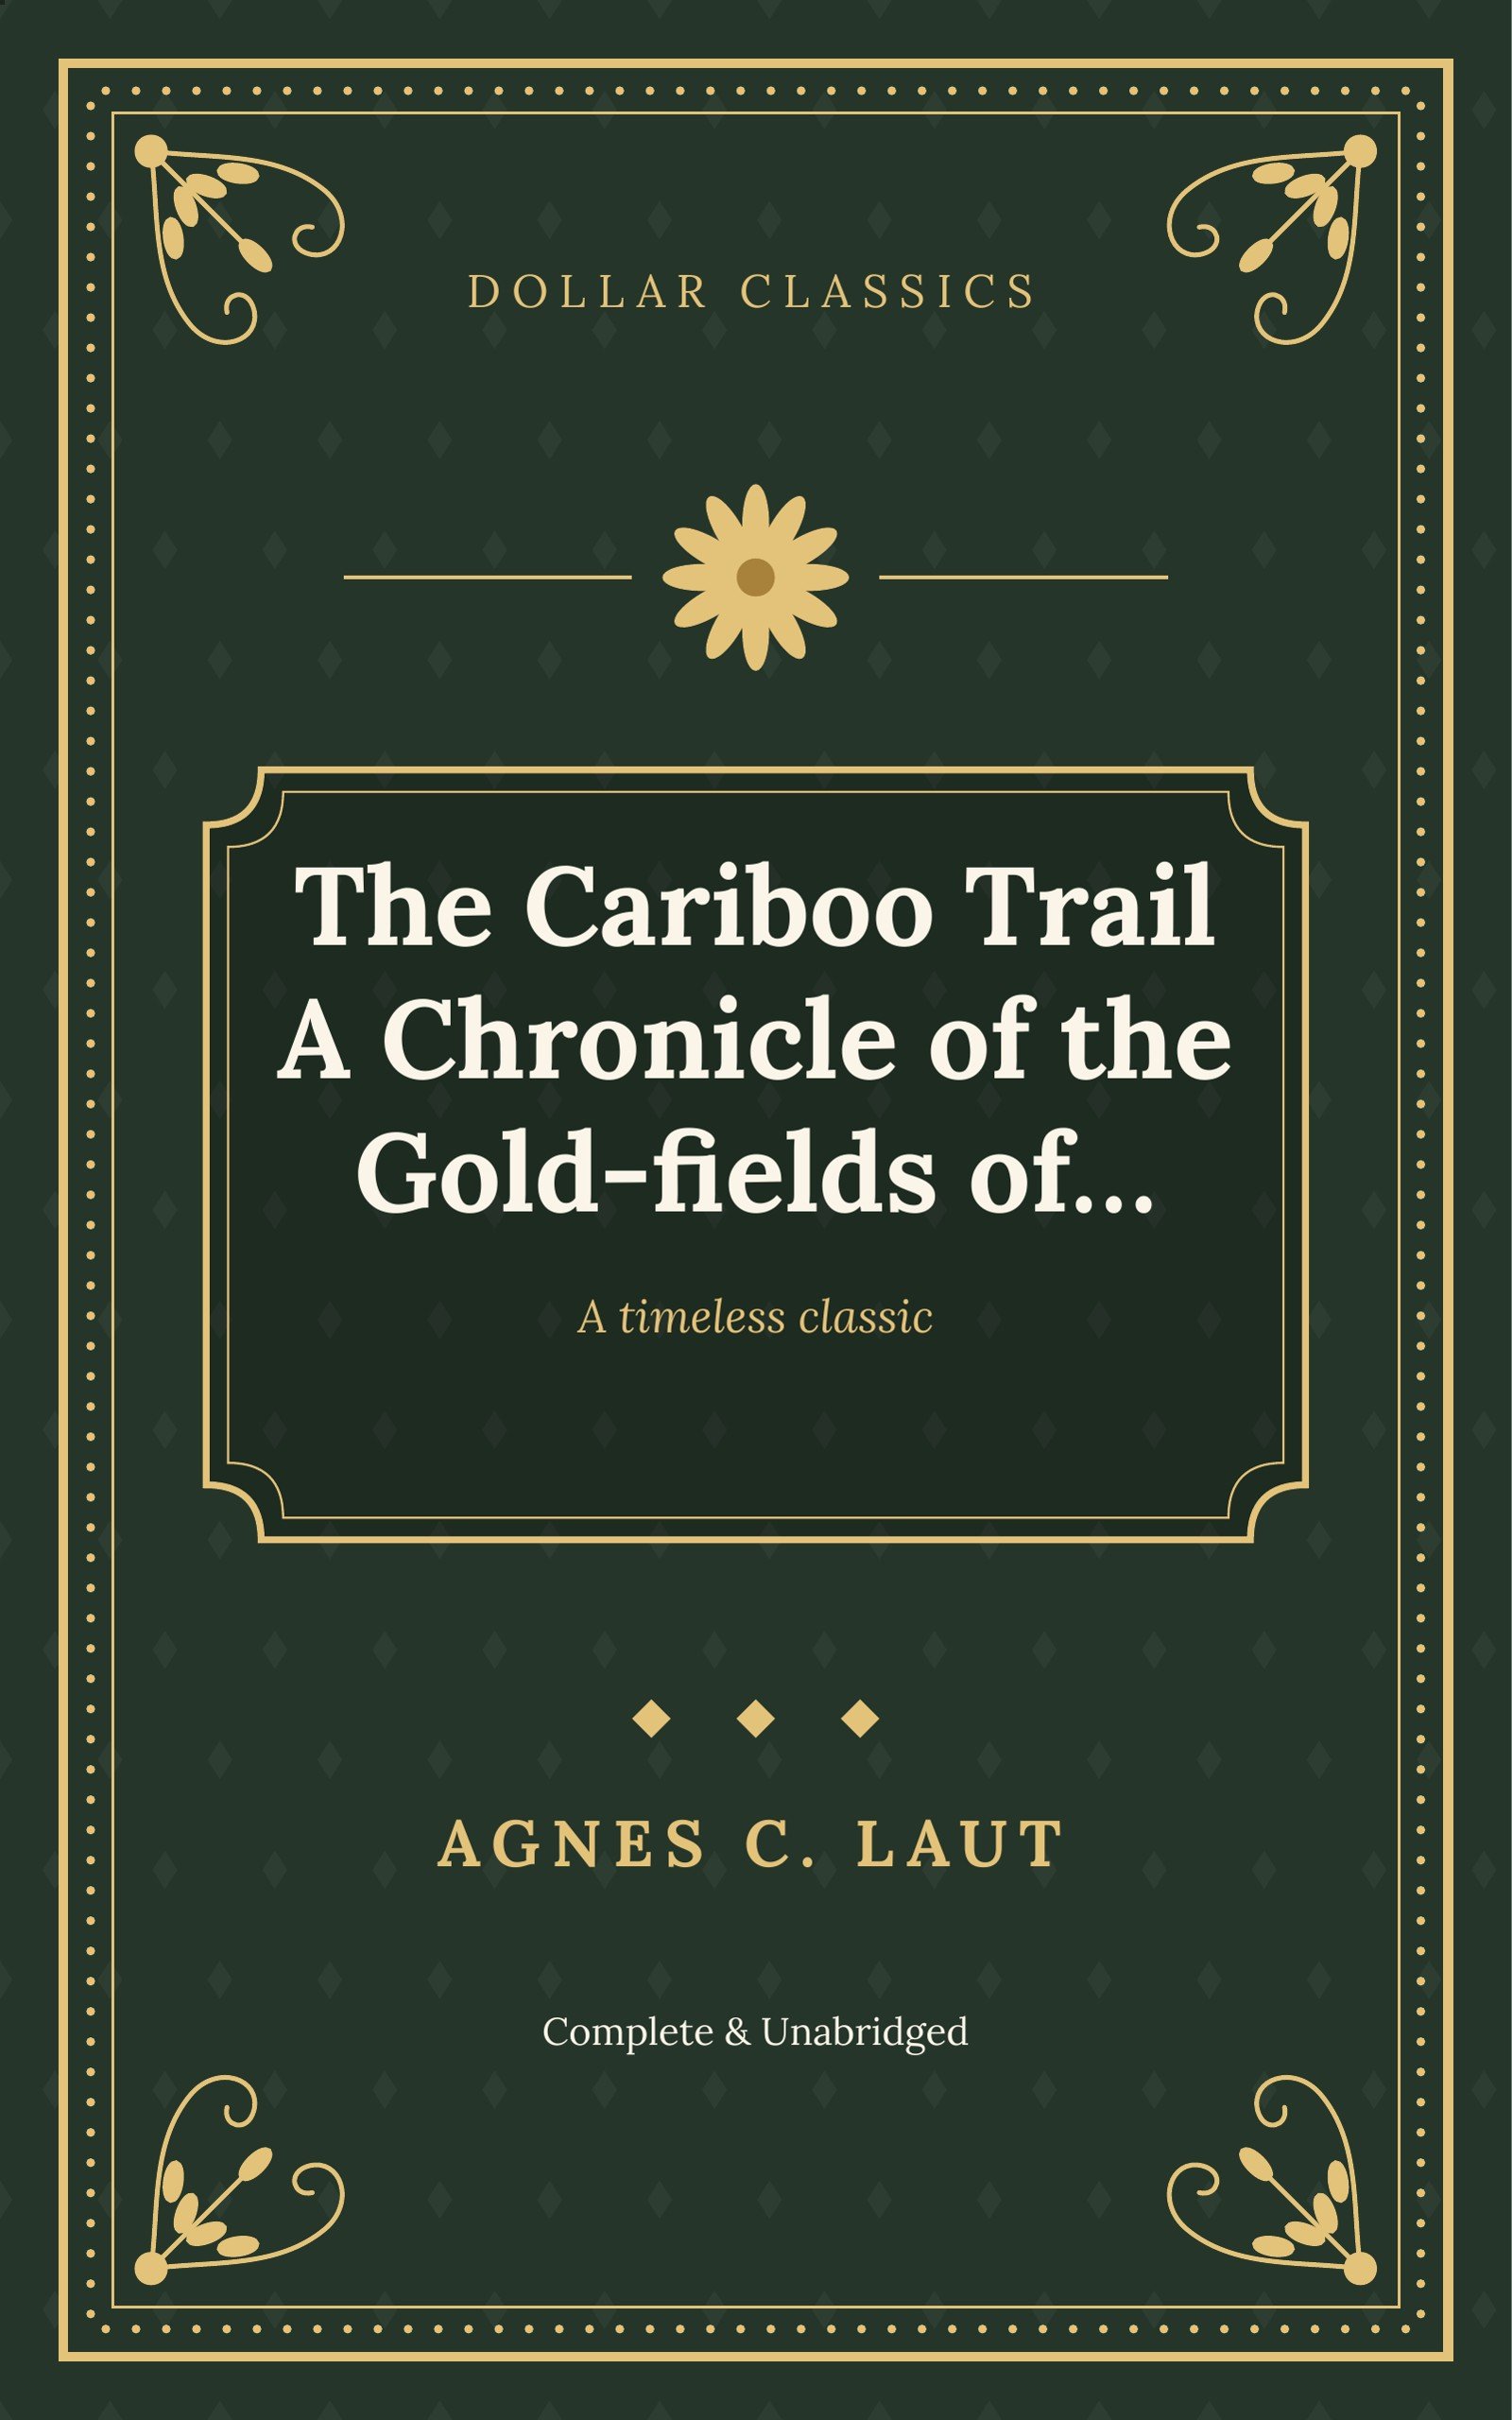 DOLLAR CLASSICS
The Cariboo Trail
A Chronicle of the
Gold-fields of...
A timeless classic
AGNES C. LAUT
Complete & Unabridged